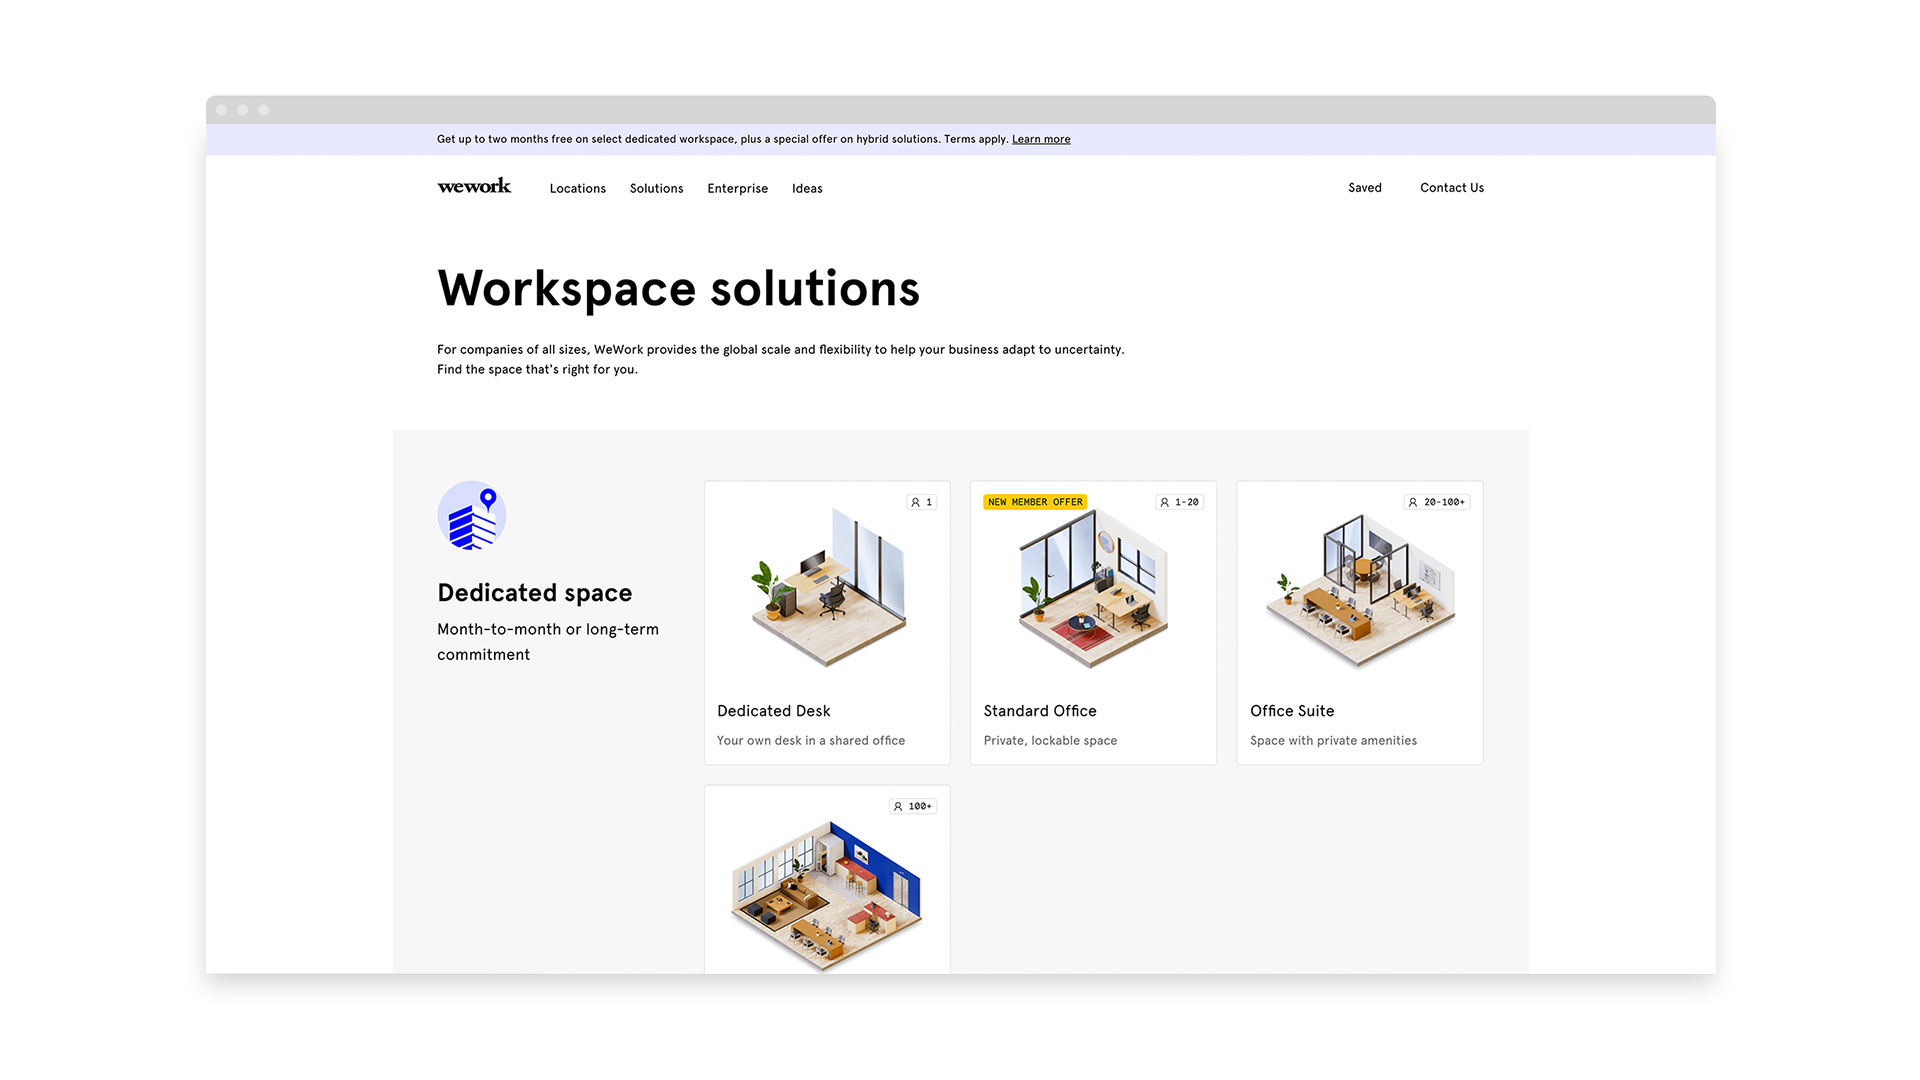 Get up to two months free on select dedicated workspace, plus a special offer on hybrid solutions. Terms apply. Learn more
wework
Locations
Solutions
Enterprise
Ideas
Saved
Contact Us
Workspace solutions
For companies of all sizes, WeWork provides the global scale and flexibility to help your business adapt to uncertainty.
Find the space that's right for you.
Dedicated space
Month-to-month or long-term
commitment
1
Dedicated Desk
Your own desk in a shared office
NEW MEMBER OFFER
1-20
Standard Office
Private, lockable space
20-100+
Office Suite
Space with private amenities
100+